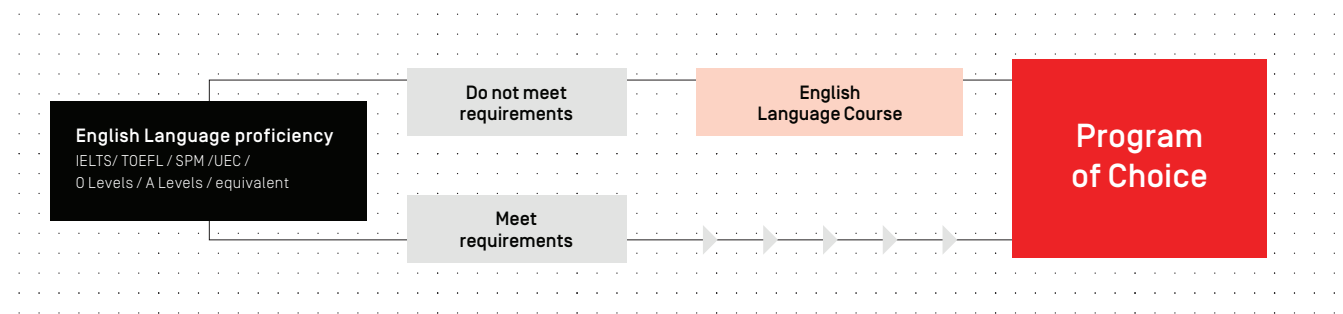 English Language proficiency
IELTS/ TOEFL / SPM /UEC /
O Levels / A Levels / equivalent
Do not meet
requirements
English
Language Course
Meet
requirements
Program
of Choice